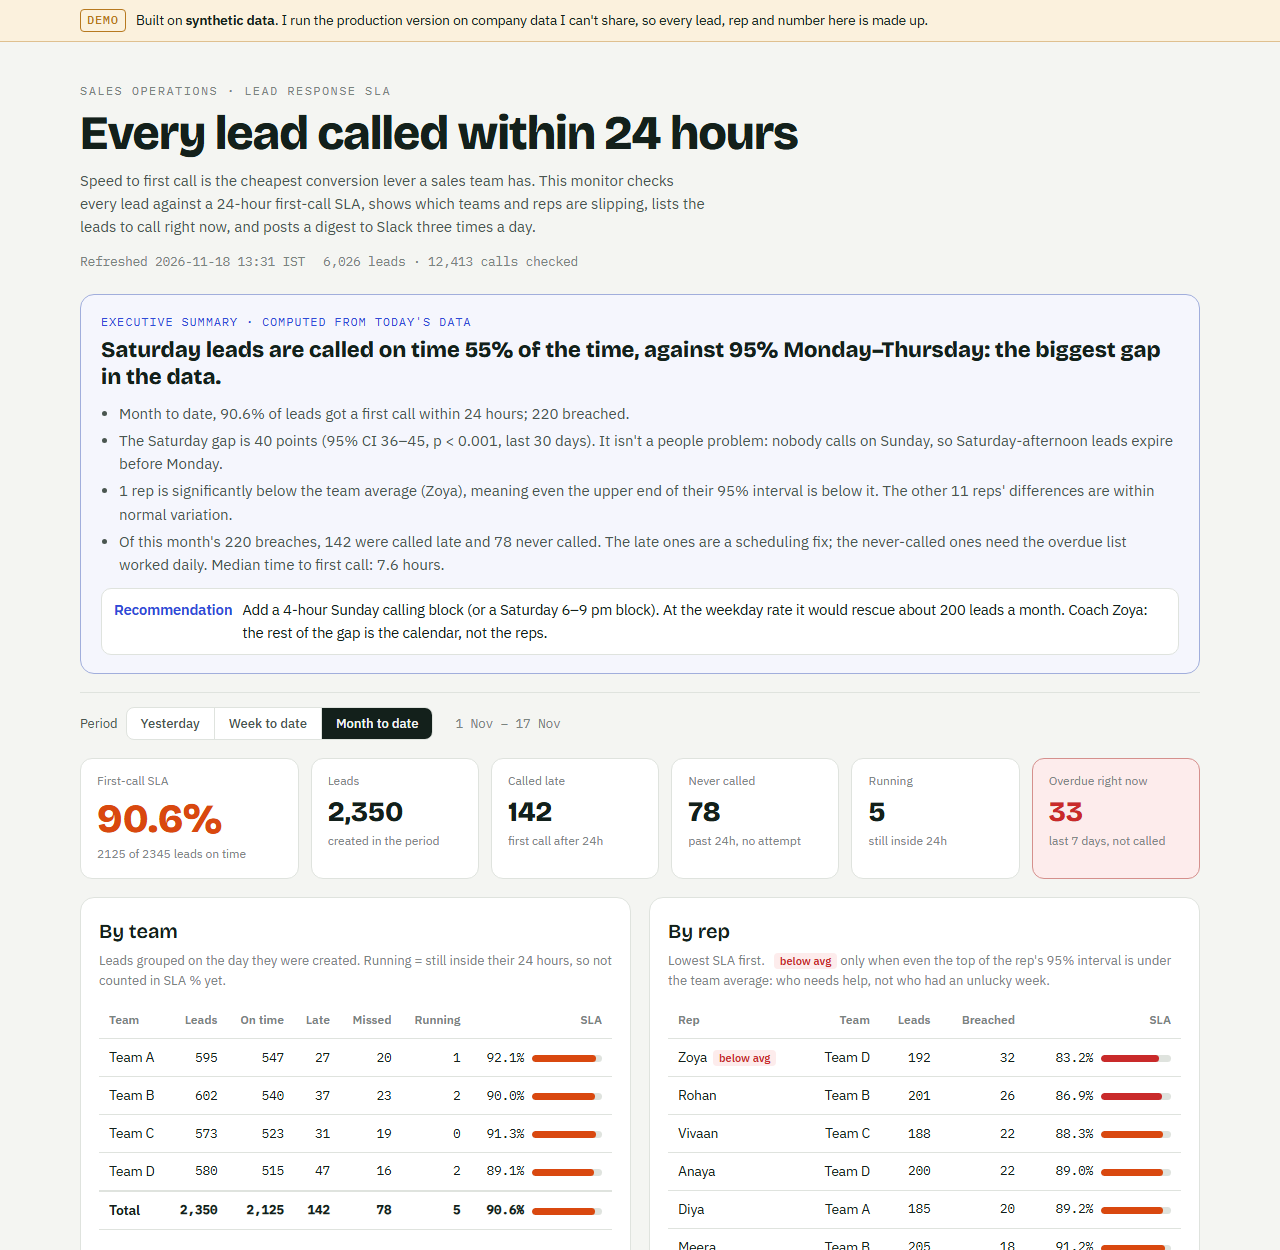 DEMO Built on synthetic data. I run the production version on company data I can't share, so every lead, rep and number here is made up.
SALES OPERATIONS · LEAD RESPONSE SLA
Every lead called within 24 hours
Speed to first call is the cheapest conversion lever a sales team has. This monitor checks
every lead against a 24-hour first-call SLA, shows which teams and reps are slipping, lists the
leads to call right now, and posts a digest to Slack three times a day.
Refreshed 2026-11-18 13:31 IST 6,026 leads · 12,413 calls checked
EXECUTIVE SUMMARY · COMPUTED FROM TODAY'S DATA
Saturday leads are called on time 55% of the time, against 95% Monday–Thursday: the biggest gap
in the data.
• Month to date, 90.6% of leads got a first call within 24 hours; 220 breached.
• The Saturday gap is 40 points (95% CI 36–45, p < 0.001, last 30 days). It isn't a people problem: nobody calls on Sunday, so Saturday-afternoon leads expire
before Monday.
• 1 rep is significantly below the team average (Zoya), meaning even the upper end of their 95% interval is below it. The other 11 reps' differences are within
normal variation.
• Of this month's 220 breaches, 142 were called late and 78 never called. The late ones are a scheduling fix; the never-called ones need the overdue list
worked daily. Median time to first call: 7.6 hours.
Recommendation Add a 4-hour Sunday calling block (or a Saturday 6–9 pm block). At the weekday rate it would rescue about 200 leads a month. Coach Zoya:
the rest of the gap is the calendar, not the reps.
Period Yesterday Week to date Month to date 1 Nov – 17 Nov
First-call SLA
90.6%
2125 of 2345 leads on time
Leads
2,350
created in the period
Called late
142
first call after 24h
Never called
78
past 24h, no attempt
Running
5
still inside 24h
Overdue right now
33
last 7 days, not called
By team
Leads grouped on the day they were created. Running = still inside their 24 hours, so not
counted in SLA % yet.
Team Leads On time Late Missed Running SLA
Team A 595 547 27 20 1 92.1%
Team B 602 540 37 23 2 90.0%
Team C 573 523 31 19 0 91.3%
Team D 580 515 47 16 2 89.1%
Total 2,350 2,125 142 78 5 90.6%
By rep
Lowest SLA first. below avg only when even the top of the rep's 95% interval is under
the team average: who needs help, not who had an unlucky week.
Rep Team Leads Breached SLA
Zoya below avg Team D 192 32 83.2%
Rohan Team B 201 26 86.9%
Vivaan Team C 188 22 88.3%
Anaya Team D 200 22 89.0%
Diya Team A 185 20 89.2%
Meera Team B 205 18 91.2%